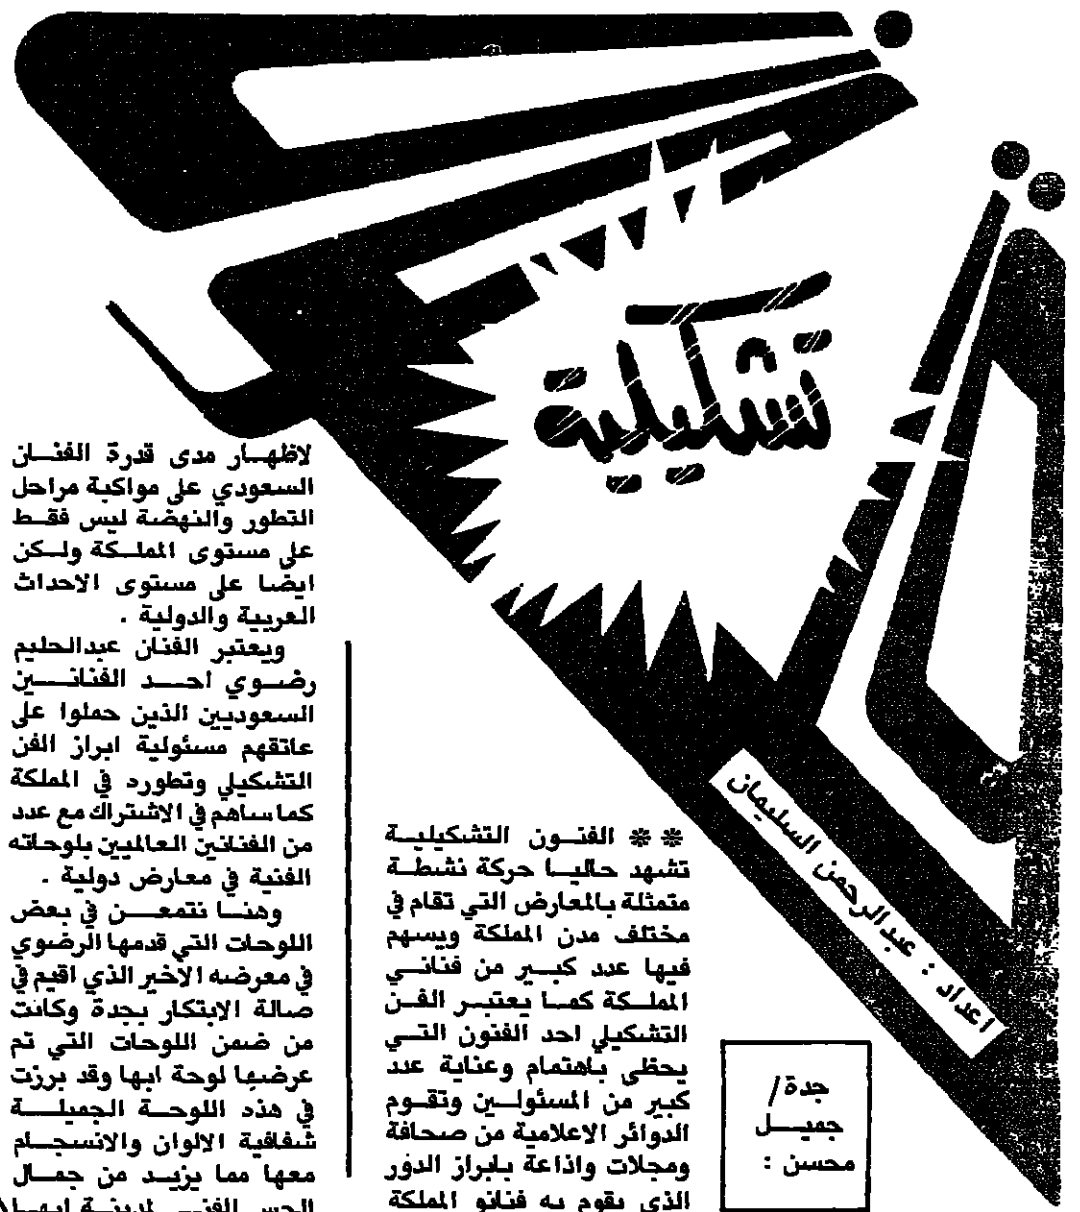 تشكيلية
اعداد : عبدالرحمن السليمان
جدة /
جميل
محسن :
** الفنون التشكيلية
تشهد حاليا حركة نشطة
متمثلة بالمعارض التي تقام في
مختلف مدن المملكة ويسهم
فيها عدد كبير من فناني
المملكة كما يعتبر الفن
التشكيلي احد الفنون التي
يحظى باهتمام وعناية عدد
كبير من المسئولين وتقوم
الدوائر الاعلامية من صحافة
ومجلات واذاعة بابراز الدور
الذي يقوم به فنانو المملكة
لاظهار مدى قدرة الفنان
السعودي على مواكبة مراحل
التطور والنهضة ليس فقط
على مستوى المملكة ولكن
ايضا على مستوى الاحداث
العربية والدولية .
ويعتبر الفنان عبدالحليم
رضوي احد الفنانين
السعوديين الذين حملوا على
عاتقهم مسئولية ابراز الفن
التشكيلي وتطوره في المملكة
كما ساهم في الاشتراك مع عدد
من الفنانين العالميين بلوحاته
الفنية في معارض دولية .
وهنا نتمعن في بعض
اللوحات التي قدمها الرضوي
في معرضه الاخير الذي اقيم في
صالة الابتكار بجدة وكانت
من ضمن اللوحات التي تم
عرضها لوحة ابها وقد برزت
في هذه اللوحة الجميلة
شفافية الالوان والانسجام
معها مما يزيد من جمال
الحس الفني لمدينة ابها